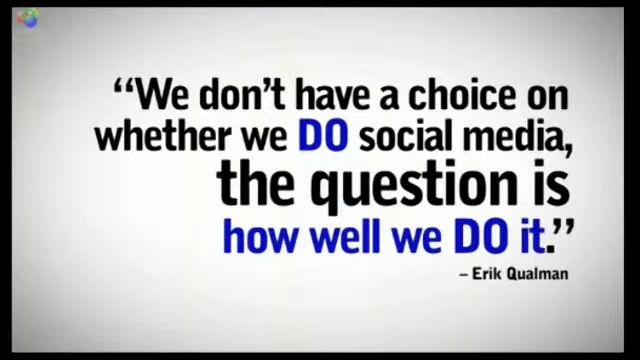 “We don’t have a choice on
whether we DO social media,
the question is
how well we DO it.”
– Erik Qualman